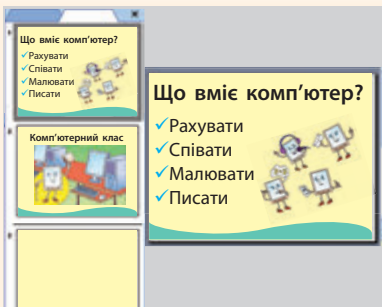 Що вміє комп'ютер?
✓Рахувати
✓Співати
✓Малювати
✓Писати
Комп'ютерний клас
Що вміє комп'ютер?
✓Рахувати
✓Співати
✓Малювати
✓Писати